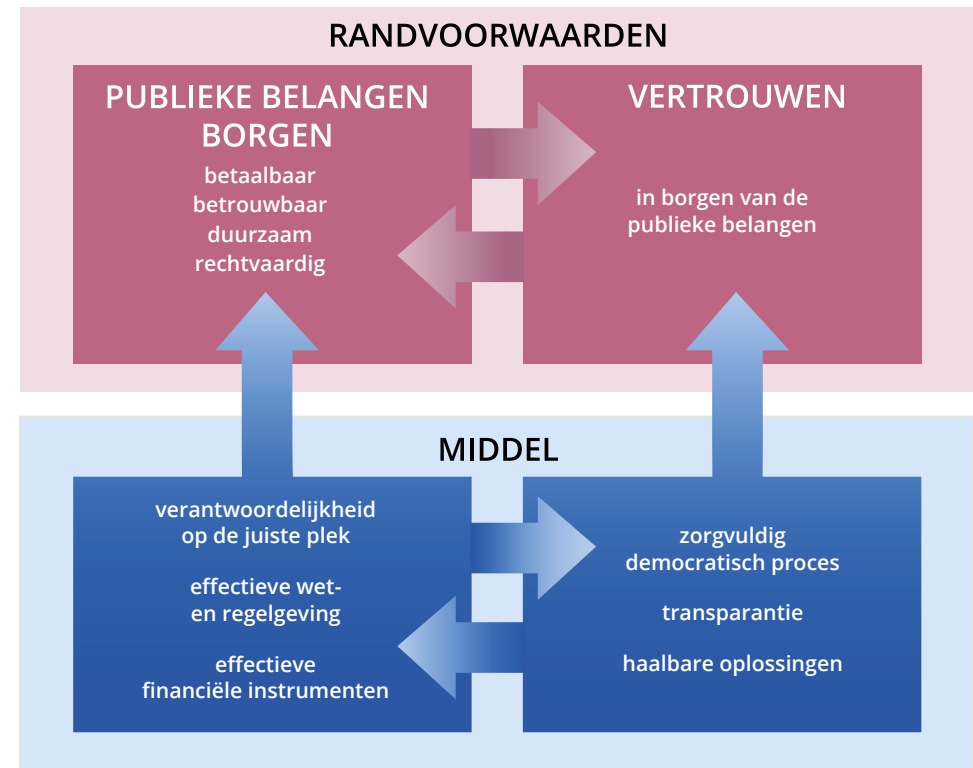 RANDVOORWAARDEN
PUBLIEKE BELANGEN
BORGEN
betaalbaar
betrouwbaar
duurzaam
rechtvaardig
VERTROUWEN
in borgen van de
publieke belangen
MIDDEL
verantwoordelijkheid
op de juiste plek
effectieve wet-
en regelgeving
effectieve
financiële instrumenten
zorgvuldig
democratisch proces
transparantie
haalbare oplossingen